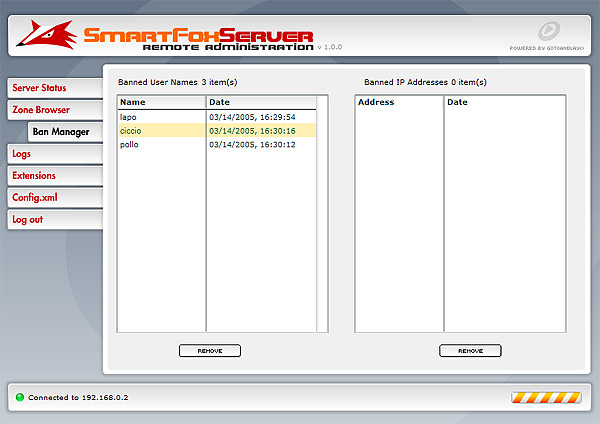 SMARTFOXSERVER
REMOTE ADMINISTRATION v 1.0.0
POWERED BY GOTOANDPLAY()
Server Status
Zone Browser
Ban Manager
Logs
Extensions
Config.xml
Log out
Banned User Names 3 item(s)
Name Date
lapo 03/14/2005, 16:29:54
ciccio 03/14/2005, 16:30:16
pollo 03/14/2005, 16:30:12
REMOVE
Banned IP Addresses 0 item(s)
Address Date
REMOVE
Connected to 192.168.0.2